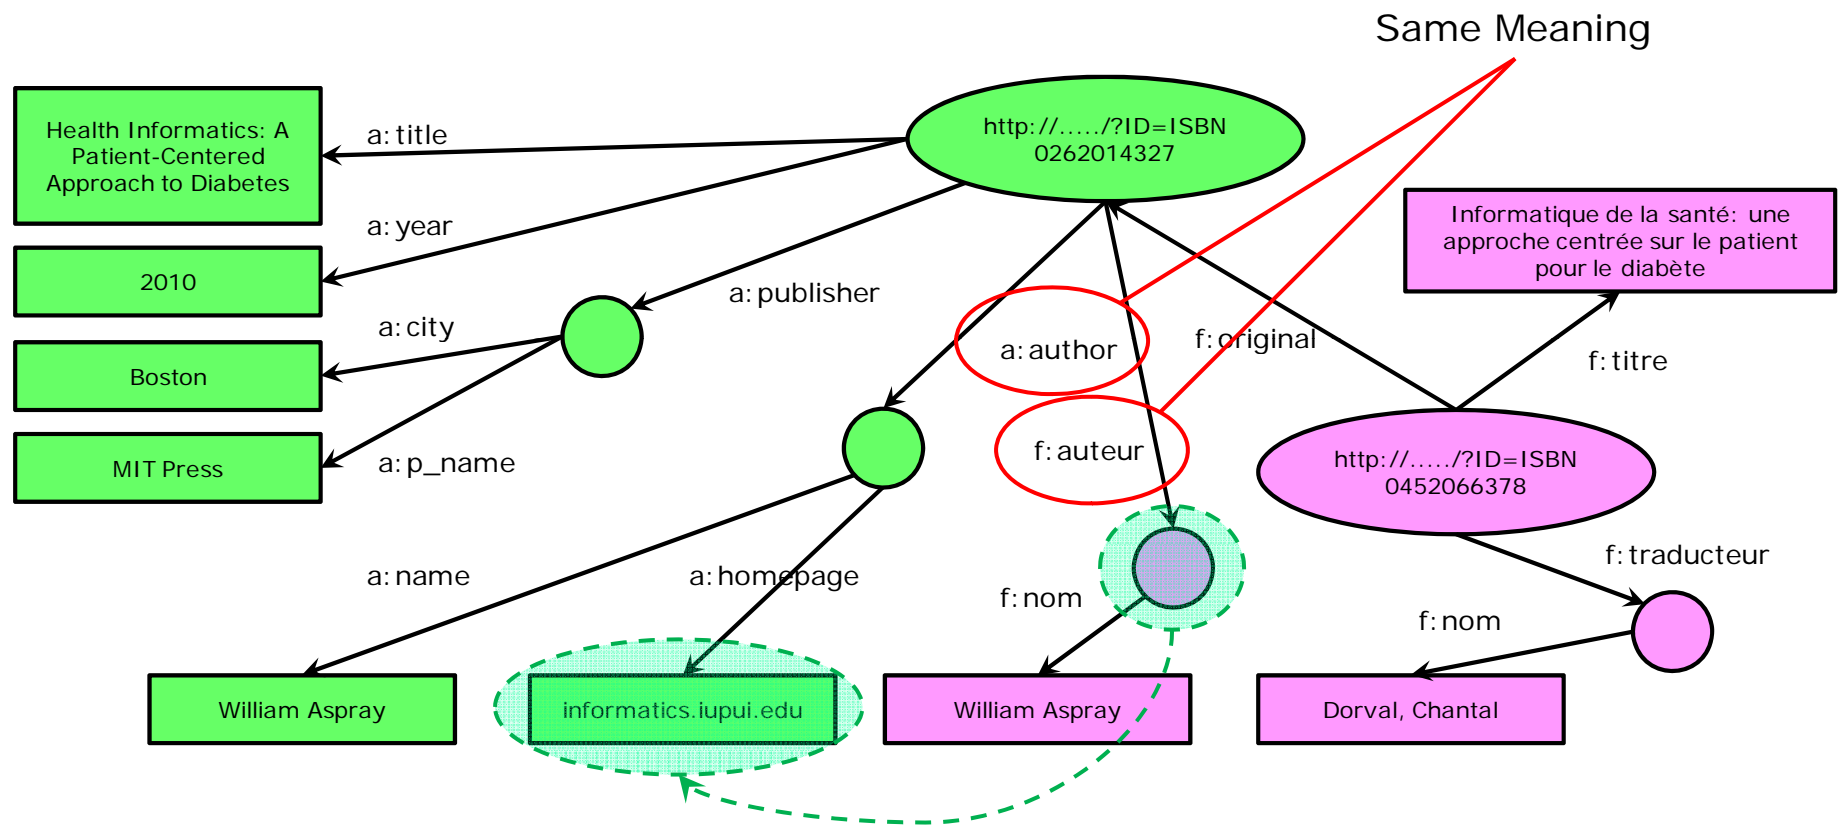 Same Meaning
http://...../?ID=ISBN
0262014327
Health Informatics: A
Patient-Centered
Approach to Diabetes
a:title
a:year
2010
a:publisher
a:city
Boston
MIT Press
a:p_name
a:author
f:original
f:auteur
Informatique de la santé: une
approche centrée sur le patient
pour le diabète
f:titre
http://...../?ID=ISBN
0452066378
f:traducteur
a:name
a:homepage
f:nom
f:nom
William Aspray
informatics.iupui.edu
William Aspray
Dorval, Chantal